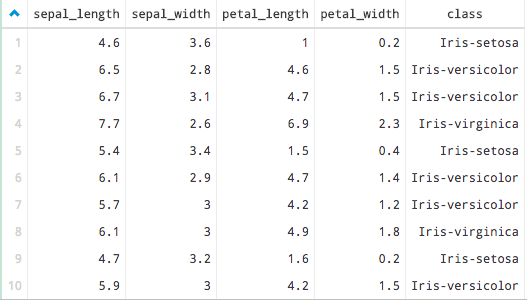 sepal_length sepal_width petal_length petal_width class
1 4.6 3.6 1 0.2 Iris-setosa
2 6.5 2.8 4.6 1.5 Iris-versicolor
3 6.7 3.1 4.7 1.5 Iris-versicolor
4 7.7 2.6 6.9 2.3 Iris-virginica
5 5.4 3.4 1.5 0.4 Iris-setosa
6 6.1 2.9 4.7 1.4 Iris-versicolor
7 5.7 3 4.2 1.2 Iris-versicolor
8 6.1 3 4.9 1.8 Iris-virginica
9 4.7 3.2 1.6 0.2 Iris-setosa
10 5.9 3 4.2 1.5 Iris-versicolor